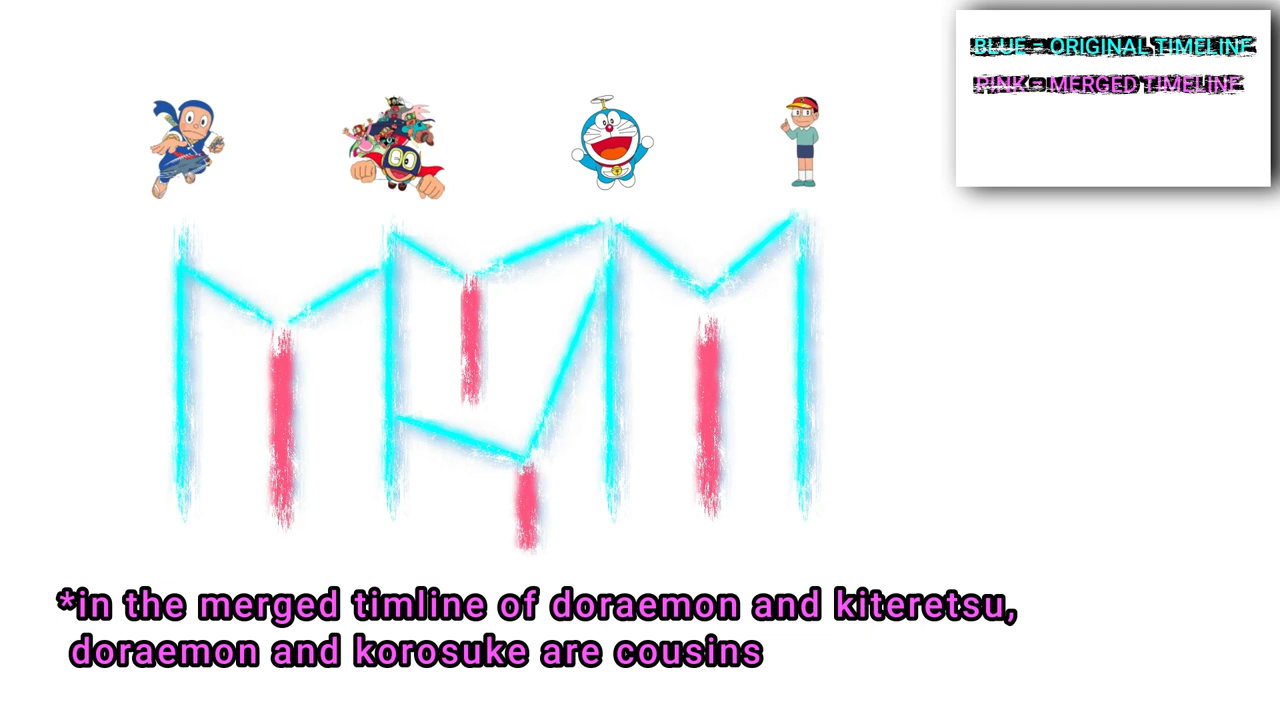 BLUE = ORIGINAL TIMELINE
PINK = MERGED TIMELINE
*in the merged timline of doraemon and kiteretsu,
doraemon and korosuke are cousins